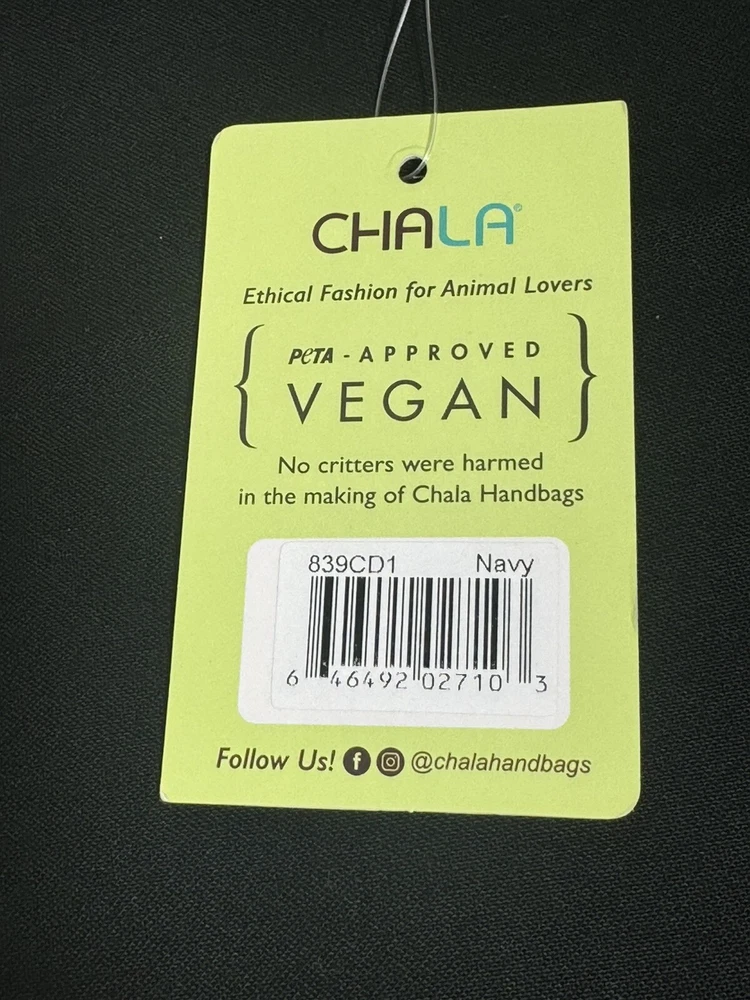 CHALA®
Ethical Fashion for Animal Lovers
PETA - APPROVED
VEGAN
No critters were harmed
in the making of Chala Handbags
839CD1 Navy
6 46492 02710 3
Follow Us! @chalahandbags